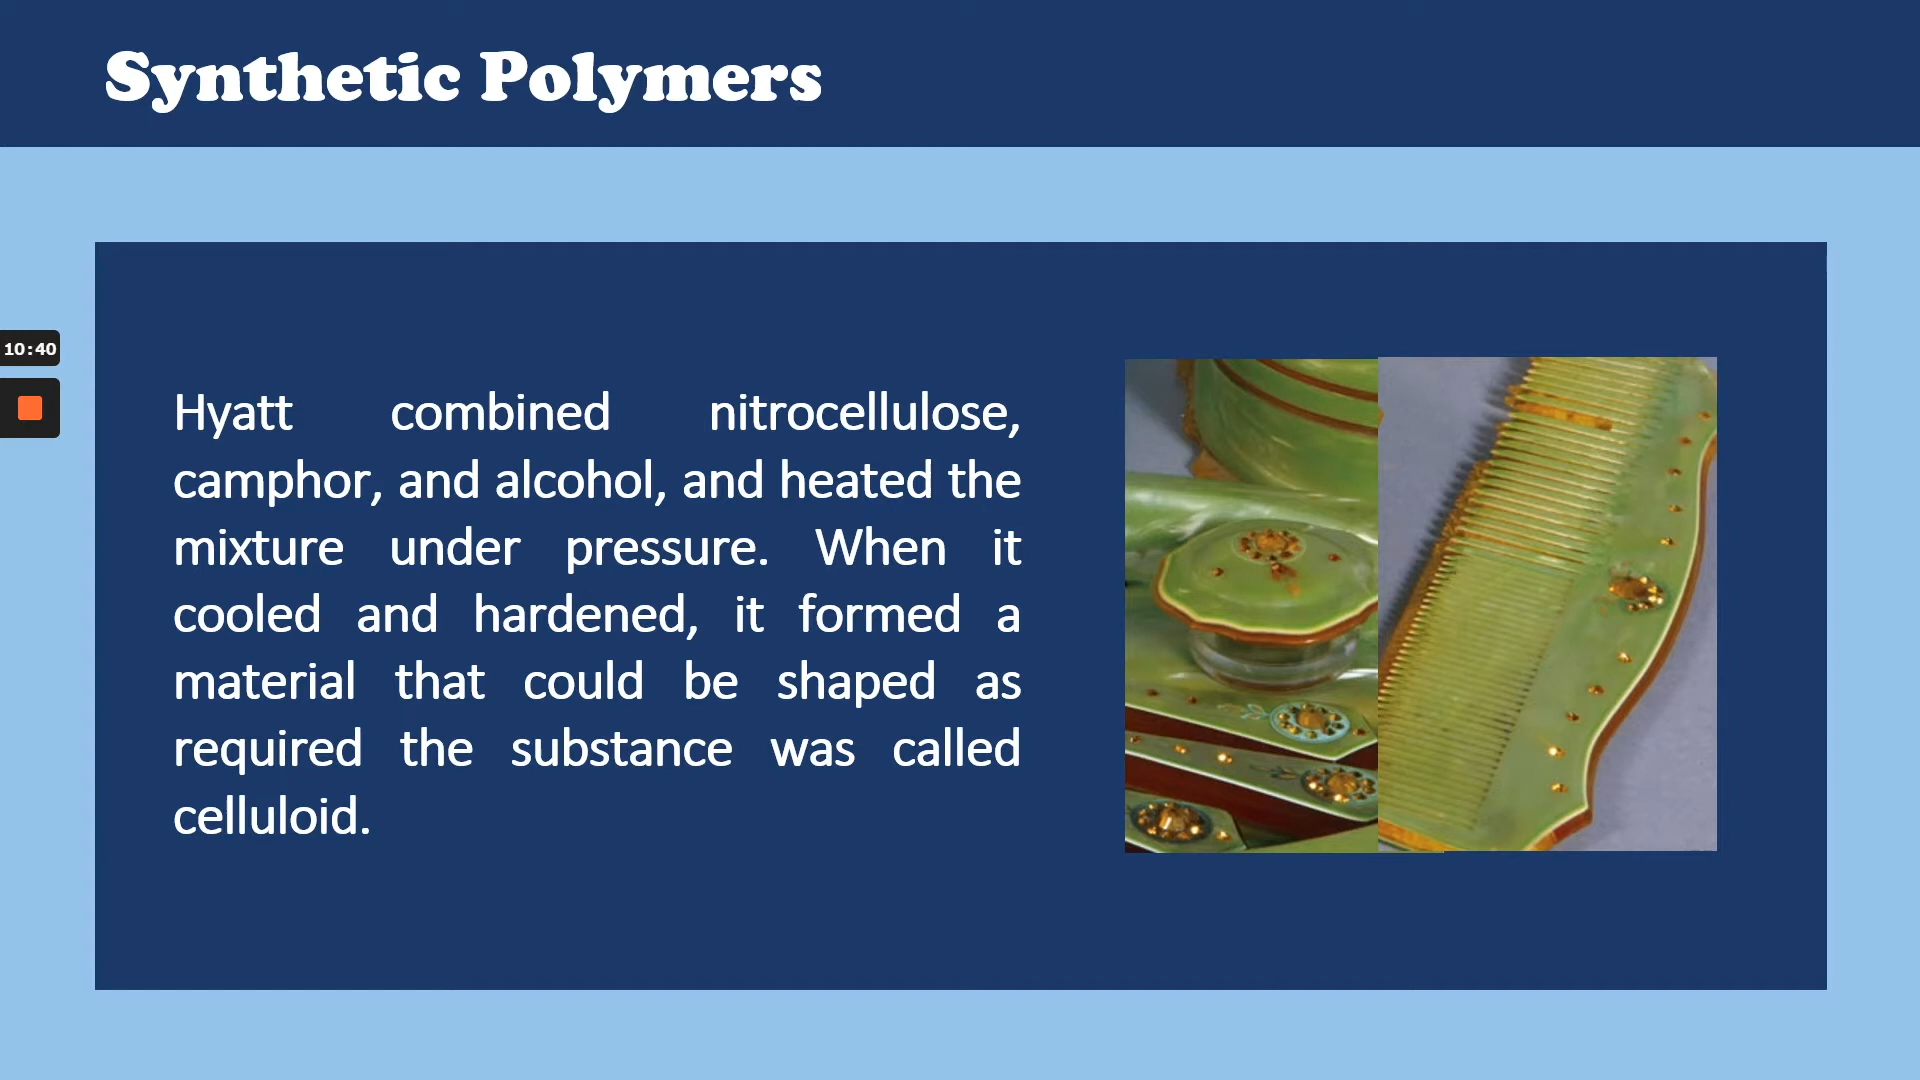 Synthetic Polymers
10:40
Hyatt combined nitrocellulose,
camphor, and alcohol, and heated the
mixture under pressure. When it
cooled and hardened, it formed a
material that could be shaped as
required the substance was called
celluloid.